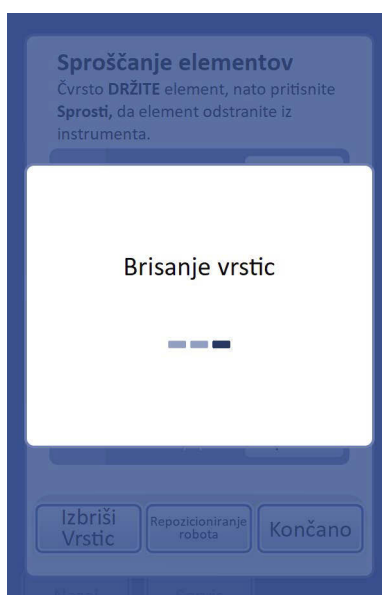 Sproščanje elementov
Čvrsto DRŽITE element, nato pritisnite
Sprosti, da element odstranite iz
instrumenta.
Brisanje vrstic
Izbriši
Vrstic
Repozicioniranje
robota
Končano